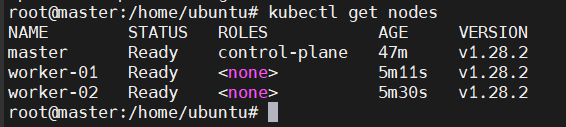 root@master:/home/ubuntu# kubectl get nodes
NAME STATUS ROLES AGE VERSION
master Ready control-plane 47m v1.28.2
worker-01 Ready <none> 5m11s v1.28.2
worker-02 Ready <none> 5m30s v1.28.2
root@master:/home/ubuntu#